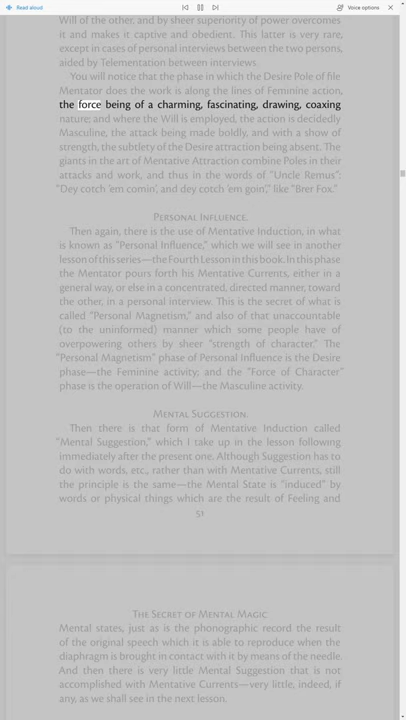 Read aloud
Voice options
Will of the other, and by sheer superiority of power overcomes
it and makes it captive and obedient. This latter is very rare,
except in cases of personal interviews between the two persons,
aided by Telementation between interviews.
You will notice that the phase in which the Desire Pole of file
Mentator does the work is along the lines of Feminine action,
the force being of a charming, fascinating, drawing, coaxing
nature; and where the Will is employed, the action is decidedly
Masculine, the attack being made boldly, and with a show of
strength, the subtlety of the Desire attraction being absent. The
giants in the art of Mentative Attraction combine Poles in their
attacks and work, and thus in the words of "Uncle Remus":
"Dey cotch 'em comin', and dey cotch 'em goin'," like "Brer Fox."
Personal Influence.
Then again, there is the use of Mentative Induction, in what
is known as "Personal Influence," which we will see in another
lesson of this series—the Fourth Lesson in this book. In this phase
the Mentator pours forth his Mentative Currents, either in a
general way, or else in a concentrated, directed manner, toward
the other, in a personal interview. This is the secret of what is
called "Personal Magnetism," and also of that unaccountable
(to the uninformed) manner which some people have of
overpowering others by sheer "strength of character." The
"Personal Magnetism" phase of Personal Influence is the Desire
phase—the Feminine activity; and the "Force of Character"
phase is the operation of Will—the Masculine activity.
Mental Suggestion.
Then there is that form of Mentative Induction called
"Mental Suggestion," which I take up in the lesson following
immediately after the present one. Although Suggestion has to
do with words, etc., rather than with Mentative Currents, still
the principle is the same—the Mental State is "induced" by
words or physical things which are the result of Feeling and
51
The Secret of Mental Magic
Mental states, just as is the phonographic record the result
of the original speech which it is able to reproduce when the
diaphragm is brought in contact with it by means of the needle.
And then there is very little Mental Suggestion that is not
accomplished with Mentative Currents—very little, indeed, if
any, as we shall see in the next lesson.